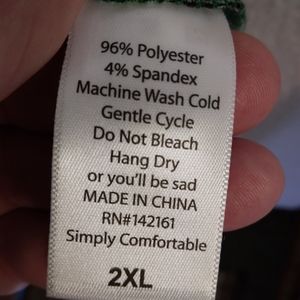 96% Polyester
4% Spandex
Machine Wash Cold
Gentle Cycle
Do Not Bleach
Hang Dry
or you'll be sad
MADE IN CHINA
RN#142161
Simply Comfortable
2XL